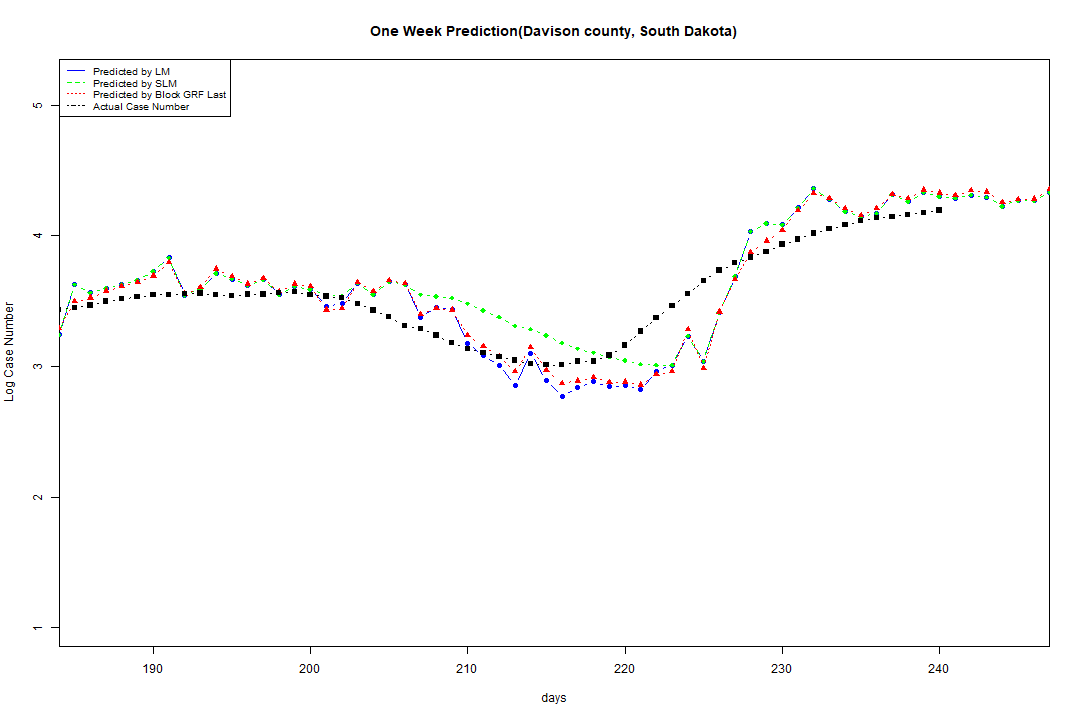 One Week Prediction(Davison county, South Dakota)
Predicted by LM
Predicted by SLM
Predicted by Block GRF Last
Actual Case Number
5
4
3
2
1
Log Case Number
190 200 210 220 230 240
days